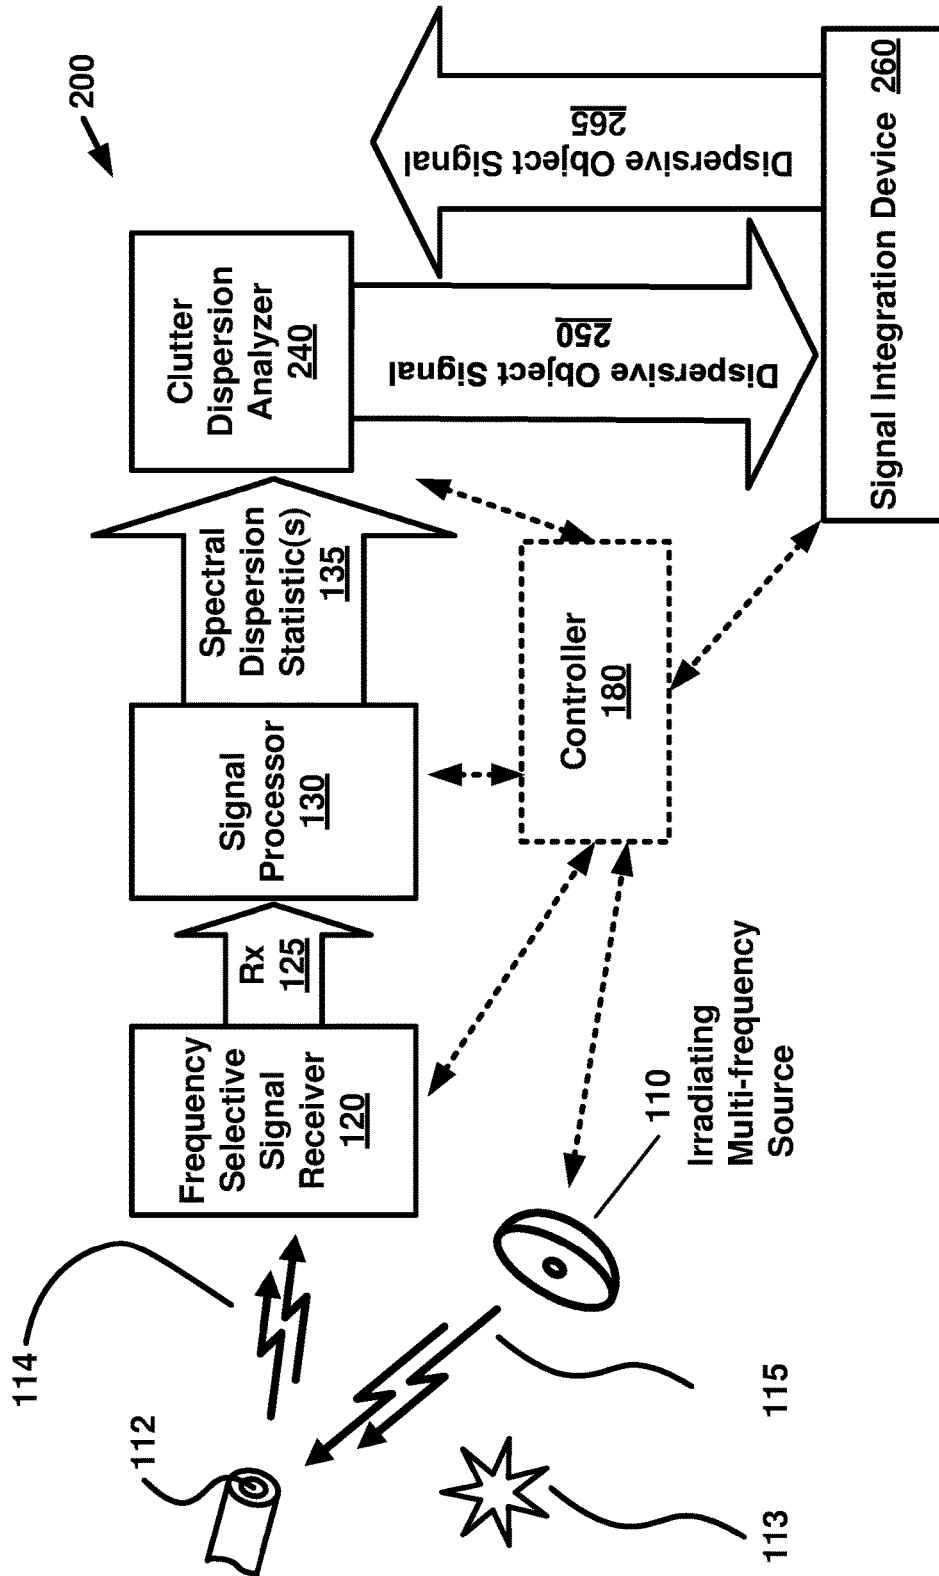 200
114
112
Frequency
Selective
Signal
Receiver
120
Rx
125
Signal
Processor
130
Spectral
Dispersion
Statistic(s)
135
Clutter
Dispersion
Analyzer
240
Dispersive Object Signal
250
Dispersive Object Signal
265
Controller
180
113
115
110
Irradiating
Multi-frequency
Source
Signal Integration Device 260